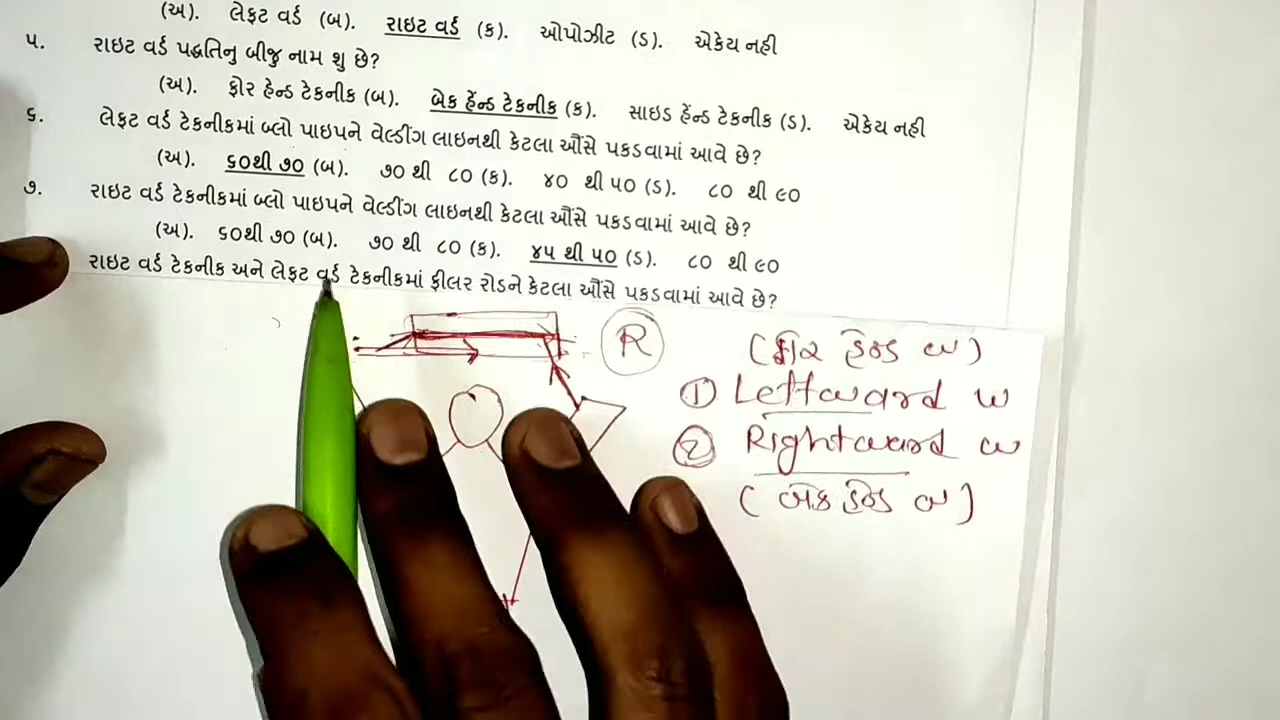 (અ). લેફ્ટ વર્ડ (બ). રાઇટ વર્ડ (ક). ઓપોઝીટ (ડ). એકેય નહી
૫. રાઇટ વર્ડ પદ્ધતિનુ બીજુ નામ શુ છે?
(અ). ફોર હેન્ડ ટેકનીક (બ). બેક હેંન્ડ ટેકનીક (ક). સાઇડ હેંન્ડ ટેકનીક (ડ). એકેય નહી
૬. લેફ્ટ વર્ડ ટેકનીકમાં બ્લો પાઇપને વેલ્ડીંગ લાઇનથી કેટલા ઔંસે પકડવામાં આવે છે?
(અ). ૬૦થી ૭૦ (બ). ૭૦ થી ૮૦ (ક). ૪૦ થી ૫૦ (ડ). ૮૦ થી ૯૦
૭. રાઇટ વર્ડ ટેકનીકમાં બ્લો પાઇપને વેલ્ડીંગ લાઇનથી કેટલા ઔંસે પકડવામાં આવે છે?
(અ). ૬૦થી ૭૦ (બ). ૭૦ થી ૮૦ (ક). ૪૫ થી ૫૦ (ડ). ૮૦ થી ૯૦
રાઇટ વર્ડ ટેકનીક અને લેફ્ટ વર્ડ ટેકનીકમાં ફીલર રોડને કેટલા ઔંસે પકડવામાં આવે છે?
R
(ફોર હેન્ડ w)
① Leftward w
② Rightward w
(બેક હેન્ડ w)